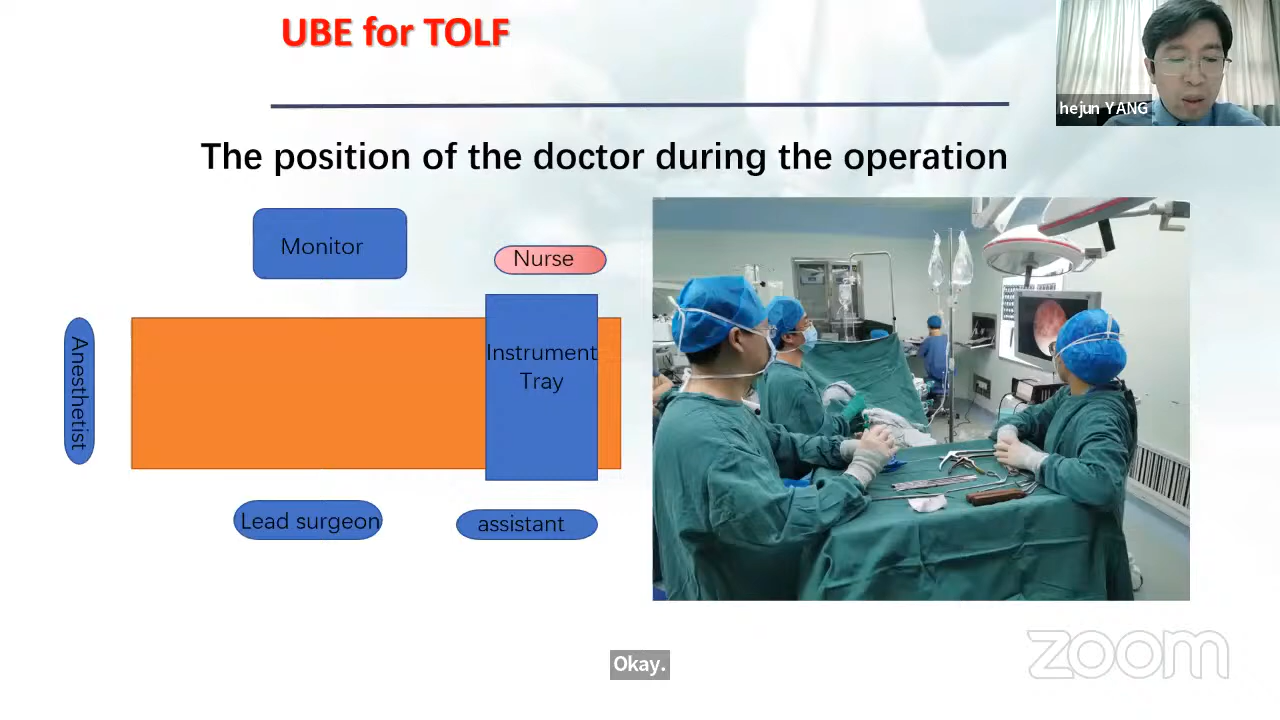 UBE for TOLF
hejun YANG
The position of the doctor during the operation
Monitor
Nurse
Anesthetist
Instrument
Tray
Lead surgeon
assistant
Okay.
zoom